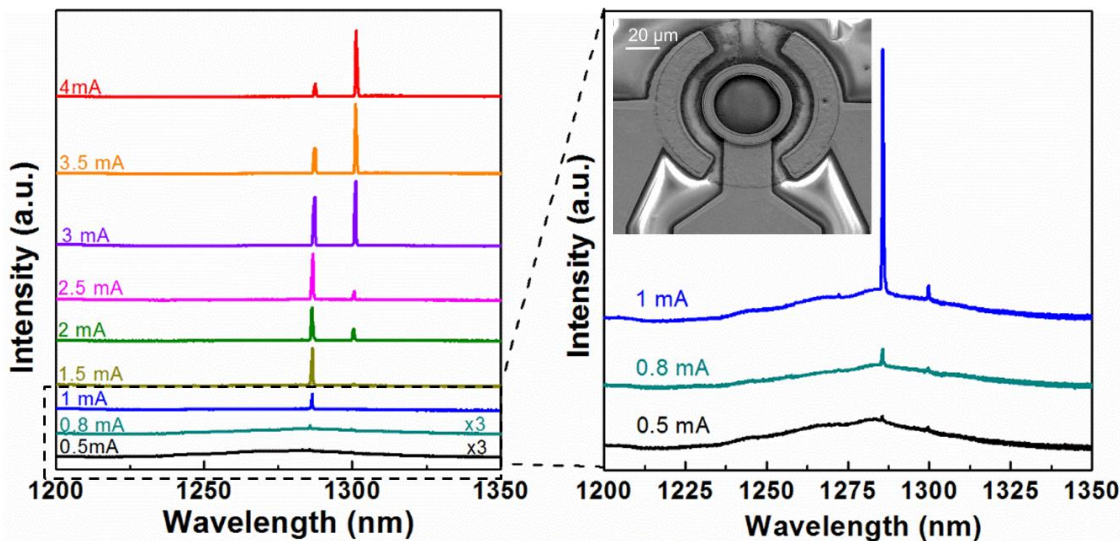 Intensity (a.u.)
4mA
3.5 mA
3 mA
2.5 mA
2 mA
1.5 mA
1 mA
0.8 mA x3
0.5mA x3
1200 1250 1300 1350
Wavelength (nm)
20 µm
Intensity (a.u.)
1 mA
0.8 mA
0.5 mA
1200 1225 1250 1275 1300 1325 1350
Wavelength (nm)